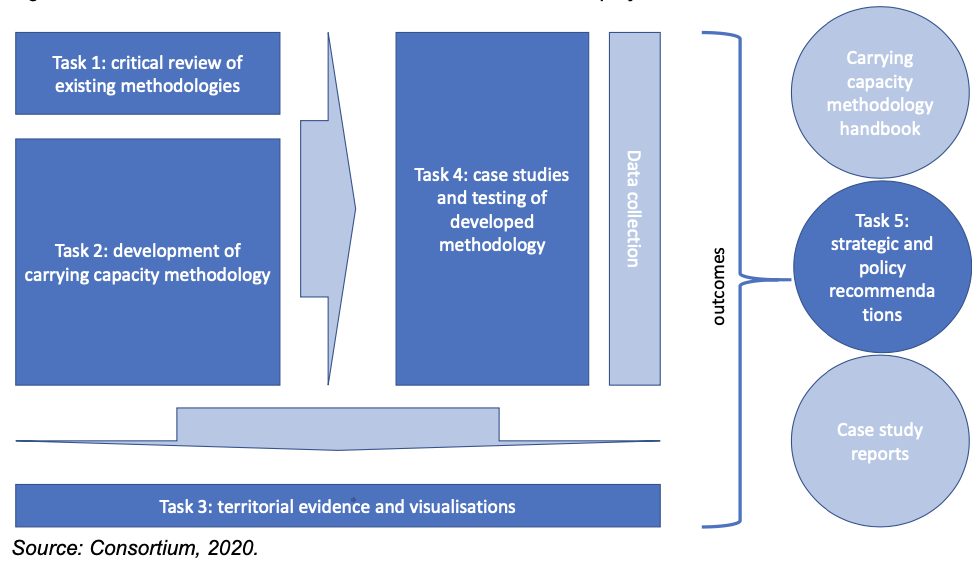 Task 1: critical review of
existing methodologies
Task 2: development of
carrying capacity methodology
Task 4: case studies
and testing of
developed
methodology
Data collection
outcomes
Carrying
capacity
methodology
handbook
Task 5:
strategic and
policy
recommenda
tions
Case study
reports
Task 3: territorial evidence and visualisations
Source: Consortium, 2020.